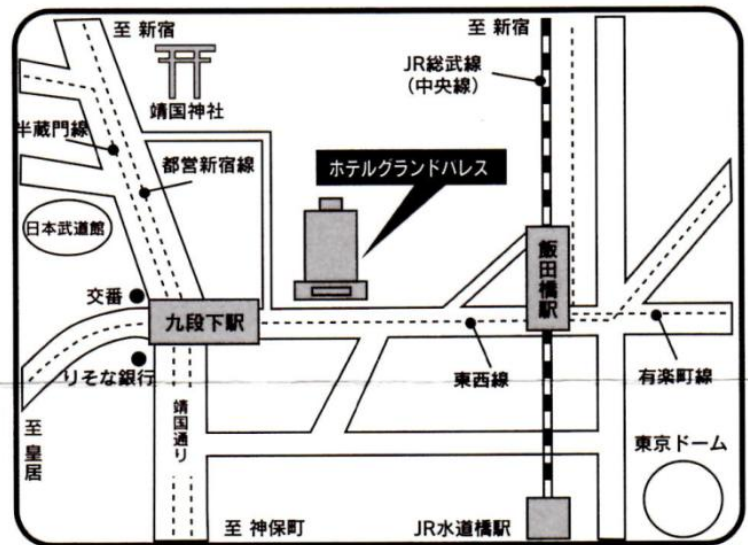 至 新宿
至 新宿
JR総武線
(中央線)
靖国神社
半蔵門線
都営新宿線
ホテルグランドハレス
日本武道館
飯田橋駅
交番
九段下駅
りそな銀行
東西線
有楽町線
靖国通り
至 皇居
東京ドーム
至 神保町
JR水道橋駅